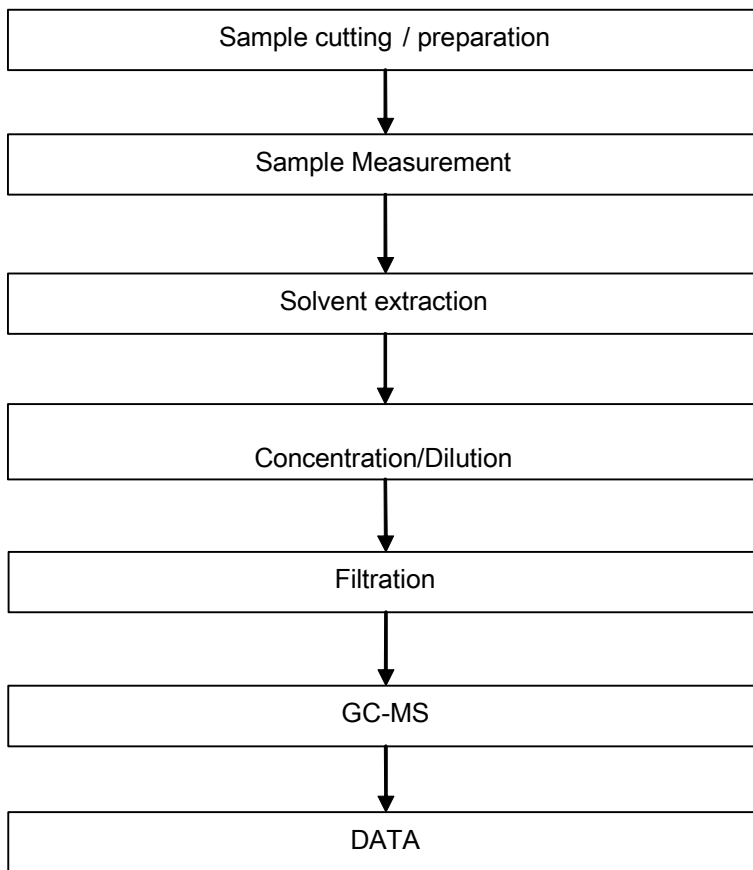 Sample cutting / preparation
Sample Measurement
Solvent extraction
Concentration/Dilution
Filtration
GC-MS
DATA